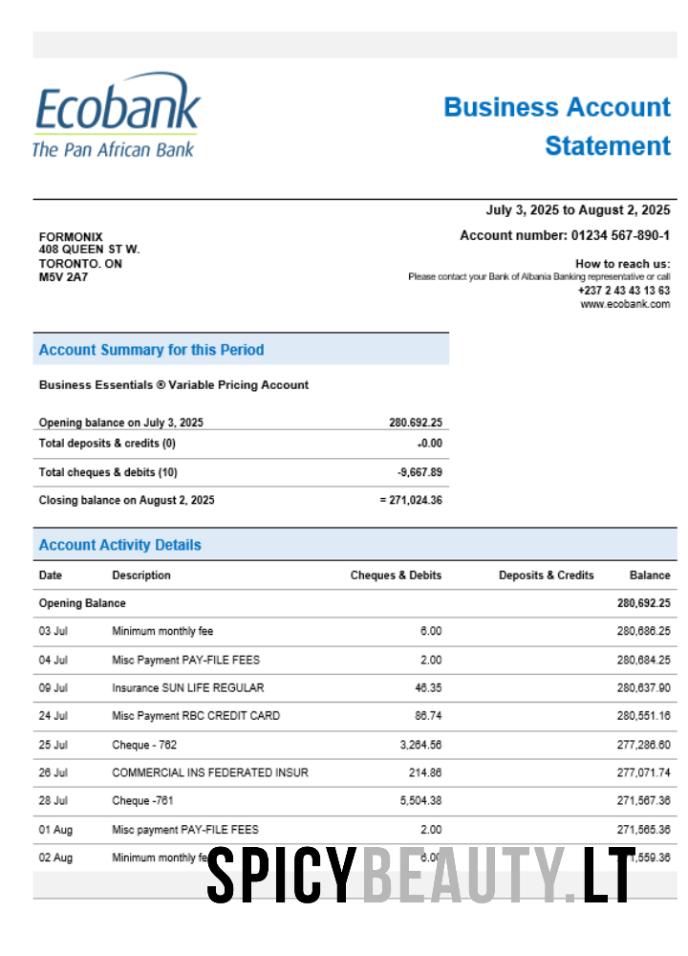 Ecobank
The Pan African Bank
Business Account
Statement
July 3, 2025 to August 2, 2025
Account number: 01234 567-890-1
FORMONIX
408 QUEEN ST W.
TORONTO. ON
M5V 2A7
How to reach us:
Please contact your Bank of Albania Banking representative or call
+237 2 43 43 13 63
www.ecobank.com
Account Summary for this Period
Business Essentials ® Variable Pricing Account
Opening balance on July 3, 2025 280.692.25
Total deposits & credits (0) -0.00
Total cheques & debits (10) -9,667.89
Closing balance on August 2, 2025 = 271,024.36
Account Activity Details
Date Description Cheques & Debits Deposits & Credits Balance
Opening Balance 280,692.25
03 Jul Minimum monthly fee 6.00 280,686.25
04 Jul Misc Payment PAY-FILE FEES 2.00 280,684.25
09 Jul Insurance SUN LIFE REGULAR 46.35 280,637.90
24 Jul Misc Payment RBC CREDIT CARD 86.74 280,551.16
25 Jul Cheque - 762 3,264.56 277,286.60
26 Jul COMMERCIAL INS FEDERATED INSUR 214.86 277,071.74
28 Jul Cheque -761 5,504.38 271,567.36
01 Aug Misc payment PAY-FILE FEES 2.00 271,565.36
02 Aug Minimum monthly
SPICYBEAUTY.LT